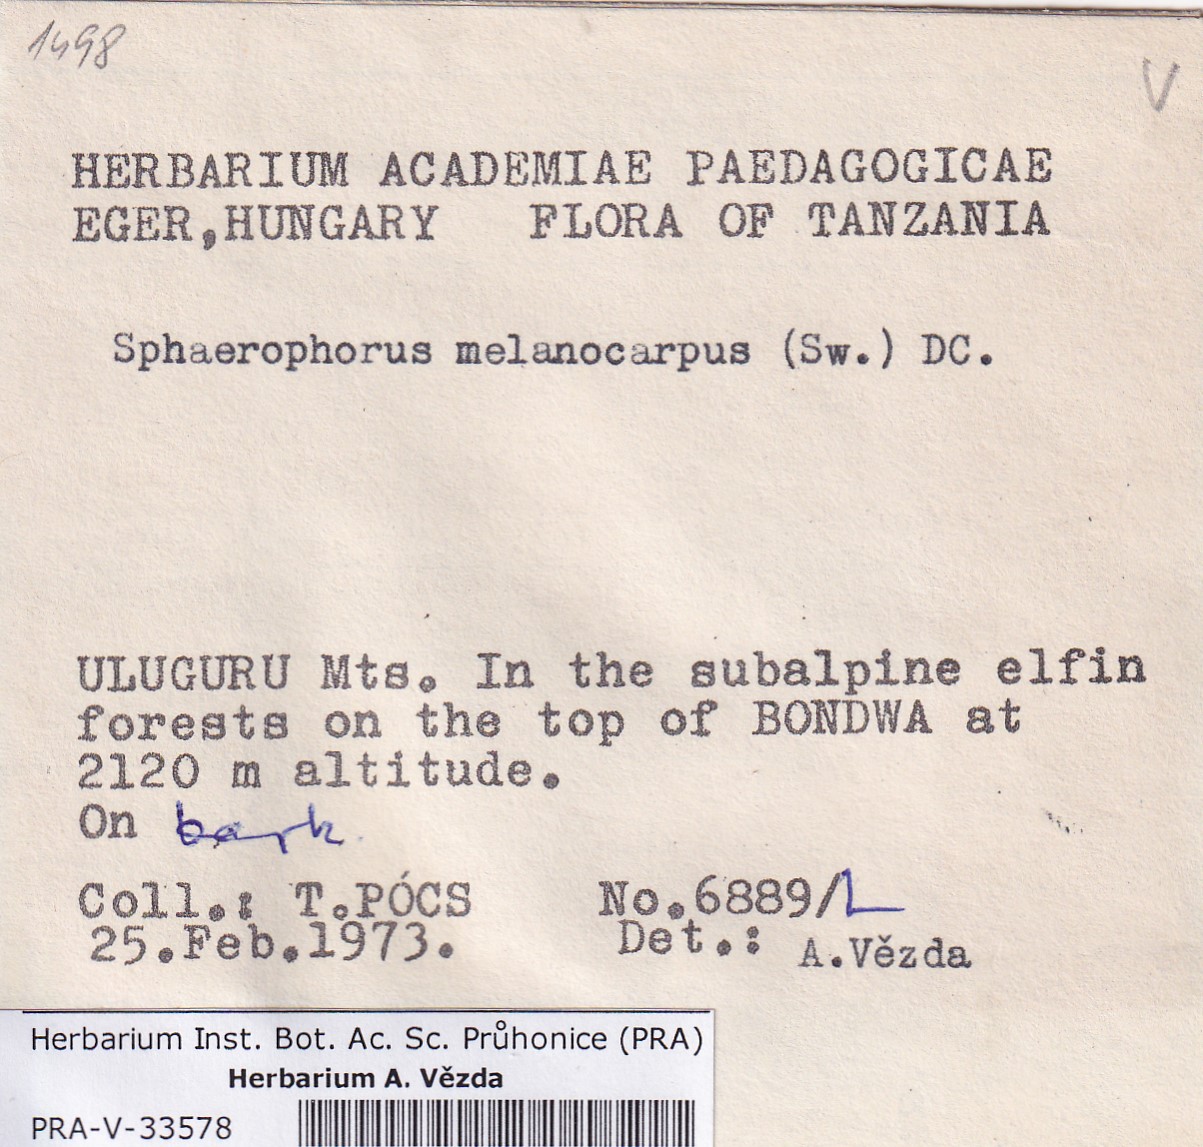 1498
V
HERBARIUM ACADEMIAE PAEDAGOGICAE
EGER,HUNGARY FLORA OF TANZANIA
Sphaerophorus melanocarpus (Sw.) DC.
ULUGURU Mts. In the subalpine elfin
forests on the top of BONDWA at
2120 m altitude.
On bark
Coll.: T.PÓCS No.6889/L
25.Feb.1973. Det.: A.Vězda
Herbarium Inst. Bot. Ac. Sc. Průhonice (PRA)
Herbarium A. Vězda
PRA-V-33578